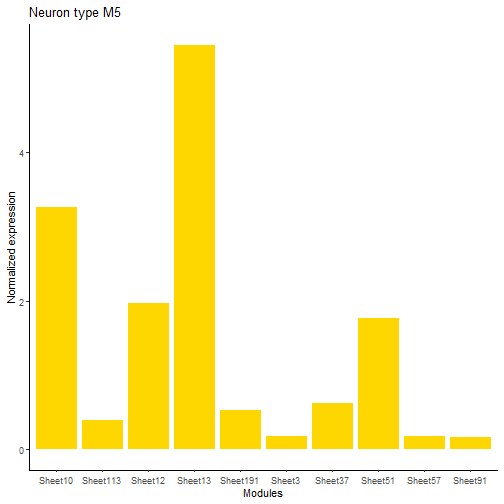 Neuron type M5
Normalized expression
4
2
0
Sheet10 Sheet113 Sheet12 Sheet13 Sheet191 Sheet3 Sheet37 Sheet51 Sheet57 Sheet91
Modules